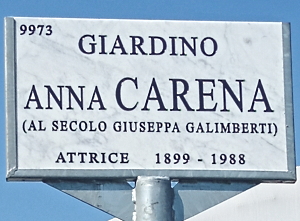 9973
GIARDINO
ANNA CARENA
(AL SECOLO GIUSEPPA GALIMBERTI)
ATTRICE 1899 - 1988